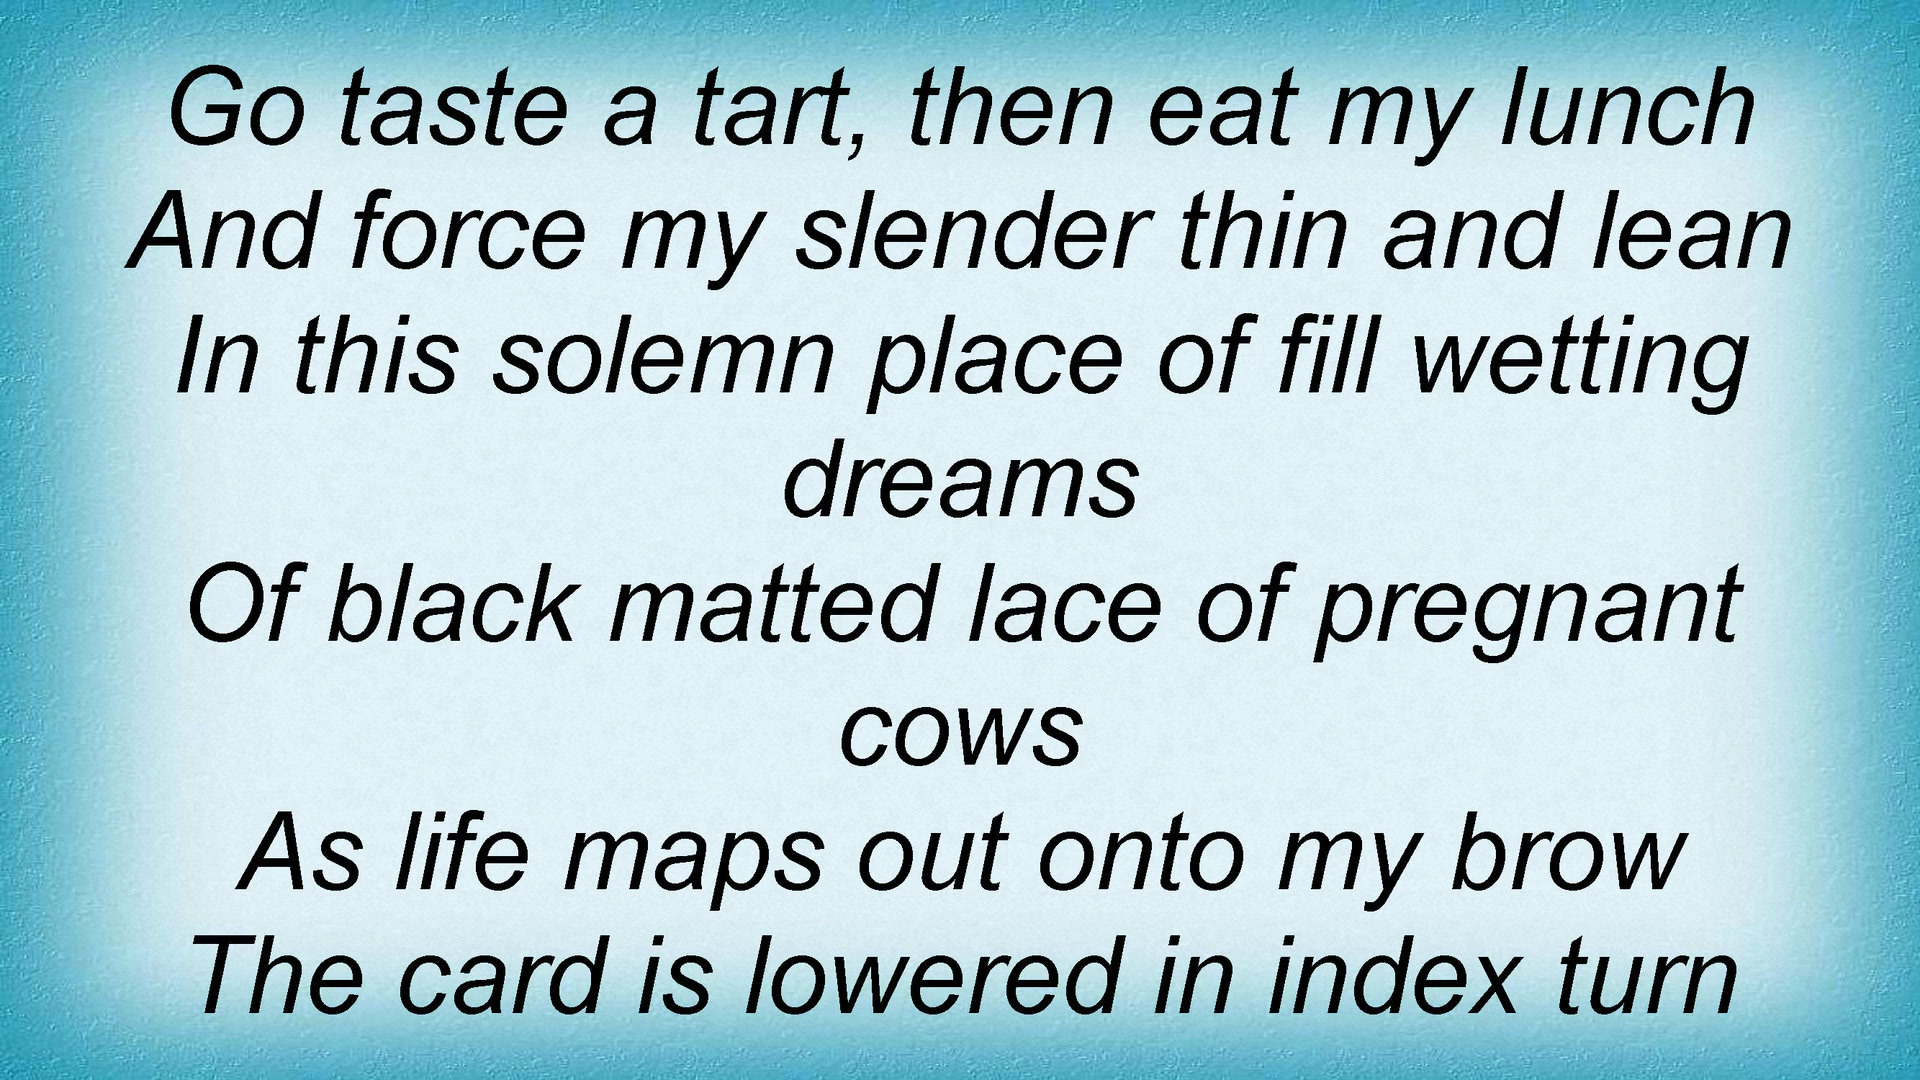 Go taste a tart, then eat my lunch
And force my slender thin and lean
In this solemn place of fill wetting
dreams
Of black matted lace of pregnant
cows
As life maps out onto my brow
The card is lowered in index turn